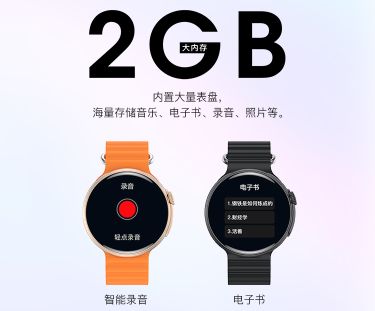 2GB
大内存
内置大量表盘,
海量存储音乐、电子书、录音、照片等。
录音
轻点录音
电子书
1.钢铁是如何炼成的
2.财经学
3.活着
智能录音
电子书